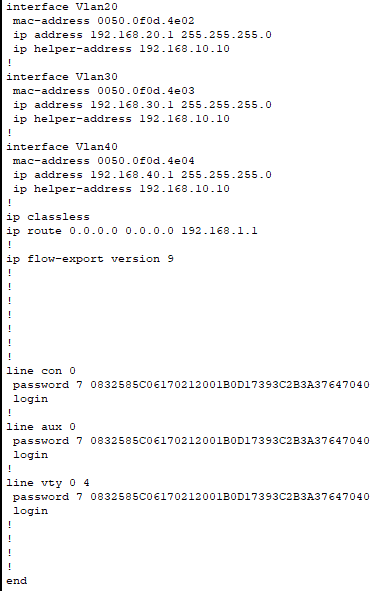 interface Vlan20
 mac-address 0050.0f0d.4e02
 ip address 192.168.20.1 255.255.255.0
 ip helper-address 192.168.10.10
!
interface Vlan30
 mac-address 0050.0f0d.4e03
 ip address 192.168.30.1 255.255.255.0
 ip helper-address 192.168.10.10
!
interface Vlan40
 mac-address 0050.0f0d.4e04
 ip address 192.168.40.1 255.255.255.0
 ip helper-address 192.168.10.10
!
ip classless
ip route 0.0.0.0 0.0.0.0 192.168.1.1
!
ip flow-export version 9
!
!
!
!
!
!
!
line con 0
 password 7 0832585C06170212001B0D17393C2B3A37647040
 login
!
line aux 0
 password 7 0832585C06170212001B0D17393C2B3A37647040
 login
!
line vty 0 4
 password 7 0832585C06170212001B0D17393C2B3A37647040
 login
!
!
!
!
end